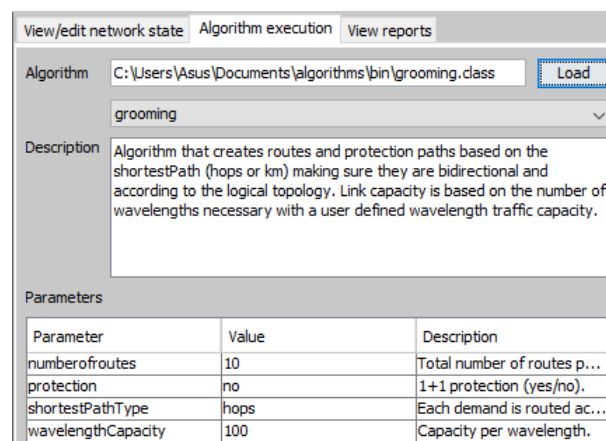 View/edit network state Algorithm execution View reports
Algorithm C:\Users\Asus\Documents\algorithms\bin\grooming.class Load
grooming
Description Algorithm that creates routes and protection paths based on the
shortestPath (hops or km) making sure they are bidirectional and
according to the logical topology. Link capacity is based on the number of
wavelengths necessary with a user defined wavelength traffic capacity.
Parameters
Parameter Value Description
numberofroutes 10 Total number of routes p...
protection no 1+1 protection (yes/no).
shortestPathType hops Each demand is routed ac...
wavelengthCapacity 100 Capacity per wavelength.